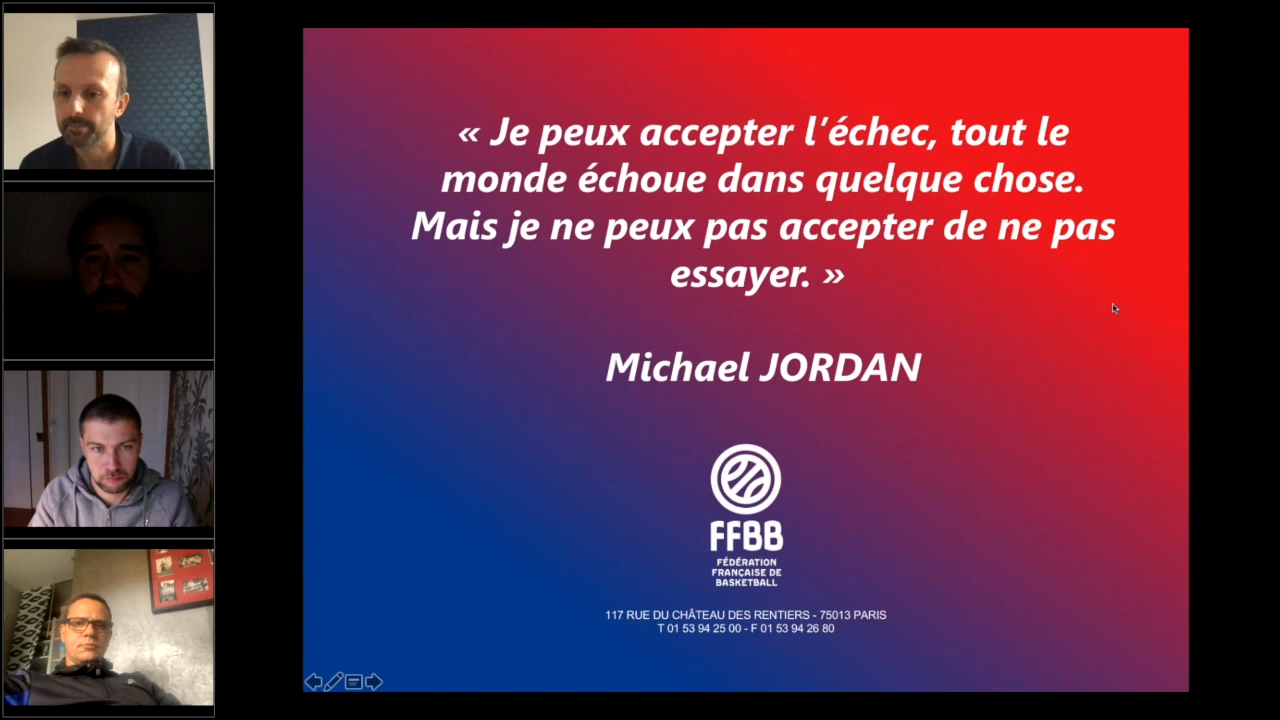 « Je peux accepter l’échec, tout le
monde échoue dans quelque chose.
Mais je ne peux pas accepter de ne pas
essayer. »
Michael JORDAN
FFBB
FÉDÉRATION
FRANÇAISE DE
BASKETBALL
117 RUE DU CHÂTEAU DES RENTIERS - 75013 PARIS
T 01 53 94 25 00 - F 01 53 94 26 80